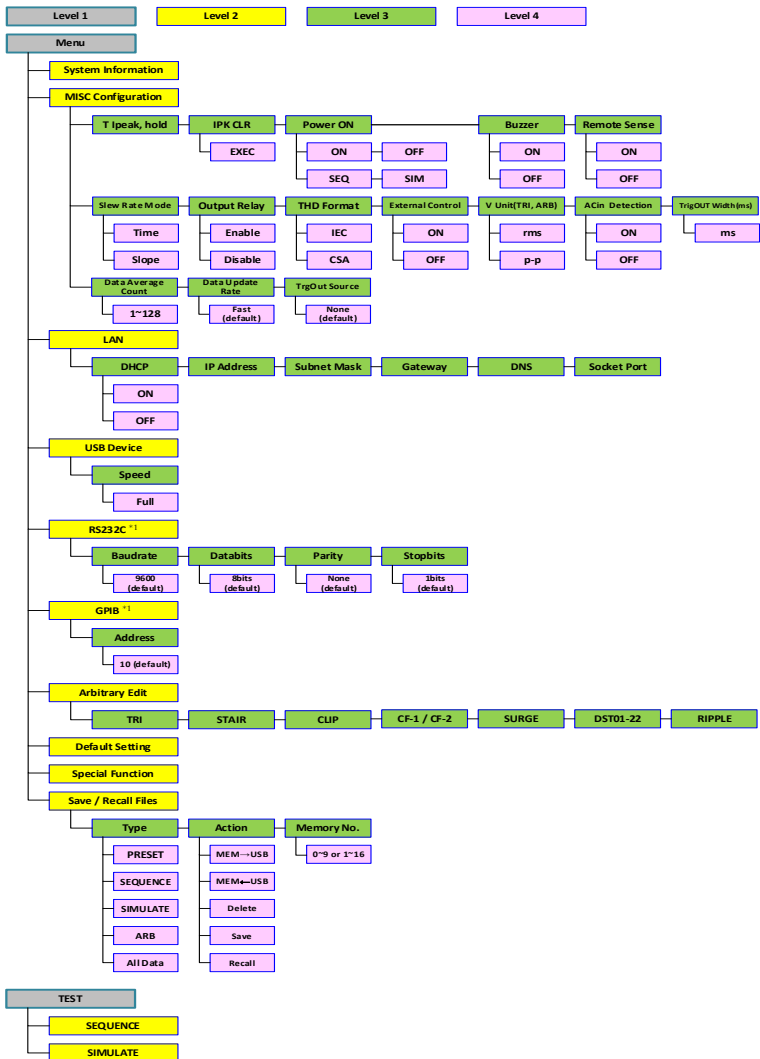 Level 1
Level 2
Level 3
Level 4
Menu
System Information
MISC Configuration
T Ipeak, hold
IPK CLR
Power ON
Buzzer
Remote Sense
EXEC
ON
OFF
ON
ON
SEQ
SIM
OFF
OFF
Slew Rate Mode
Output Relay
THD Format
External Control
V Unit(TRI, ARB)
ACin Detection
TrigOUT Width(ms)
Time
Enable
IEC
ON
rms
ON
ms
Slope
Disable
CSA
OFF
p-p
OFF
Data Average
Count
Data Update
Rate
TrgOut Source
1~128
Fast
(default)
None
(default)
LAN
DHCP
IP Address
Subnet Mask
Gateway
DNS
Socket Port
ON
OFF
USB Device
Speed
Full
RS232C *1
Baudrate
Databits
Parity
Stopbits
9600
(default)
8bits
(default)
None
(default)
1bits
(default)
GPIB *1
Address
10 (default)
Arbitrary Edit
TRI
STAIR
CLIP
CF-1 / CF-2
SURGE
DST01-22
RIPPLE
Default Setting
Special Function
Save / Recall Files
Type
Action
Memory No.
PRESET
MEM→USB
0~9 or 1~16
SEQUENCE
MEM←USB
SIMULATE
Delete
ARB
Save
All Data
Recall
TEST
SEQUENCE
SIMULATE